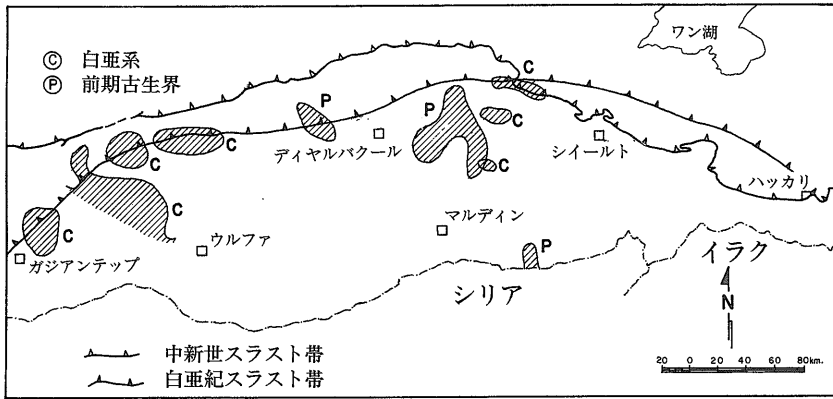 ワン湖
Ⓒ 白亜系
Ⓟ 前期古生界
C
P
P
C
C
C
C
ディヤルバクール
シイールト
C
ハッカリ
C
C
マルディン
ウルファ
P
ガジアンテップ
イラク
シリア
N
中新世スラスト帯
白亜紀スラスト帯
20 0 20 40 60 80km.